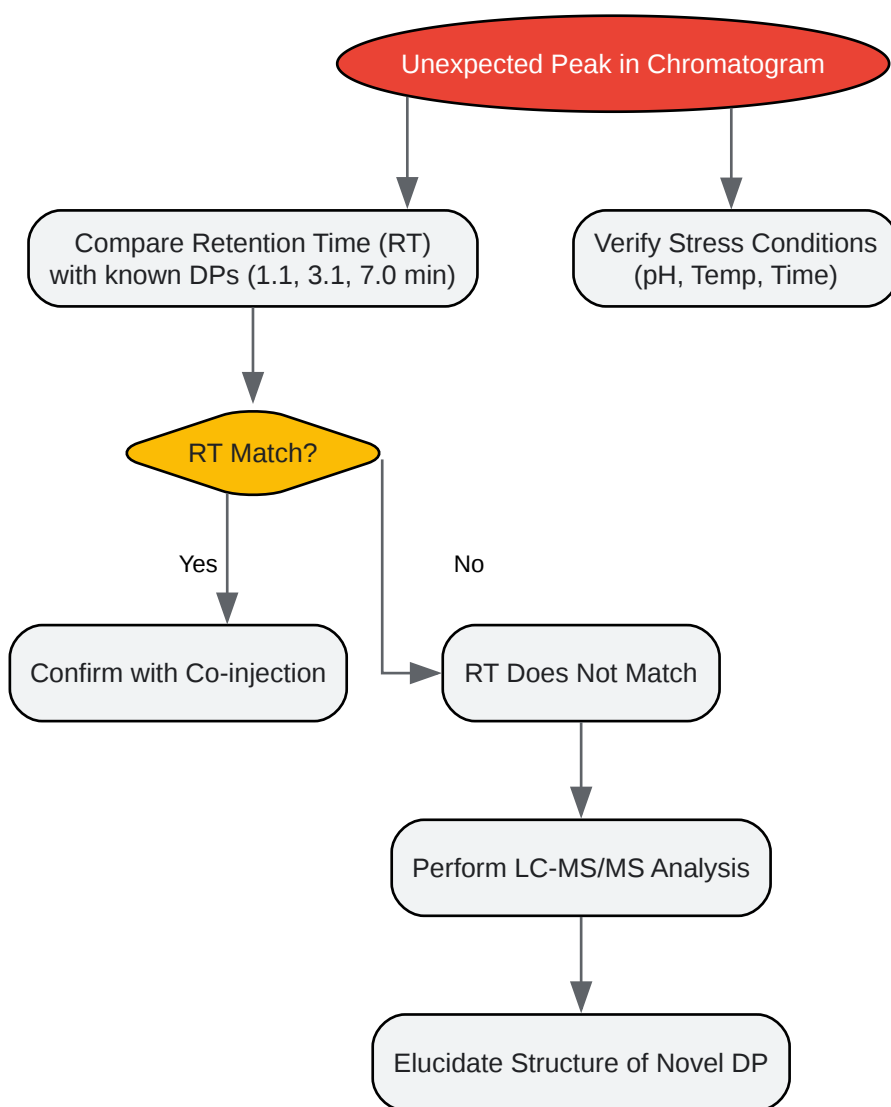 Unexpected Peak in Chromatogram
Compare Retention Time (RT)
with known DPs (1.1, 3.1, 7.0 min)
Verify Stress Conditions
(pH, Temp, Time)
RT Match?
Yes
No
Confirm with Co-injection
RT Does Not Match
Perform LC-MS/MS Analysis
Elucidate Structure of Novel DP